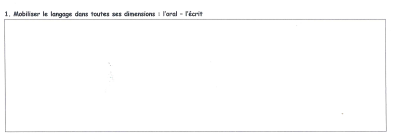 1. Mobiliser le langage dans toutes ses dimensions : l'oral – l'écrit